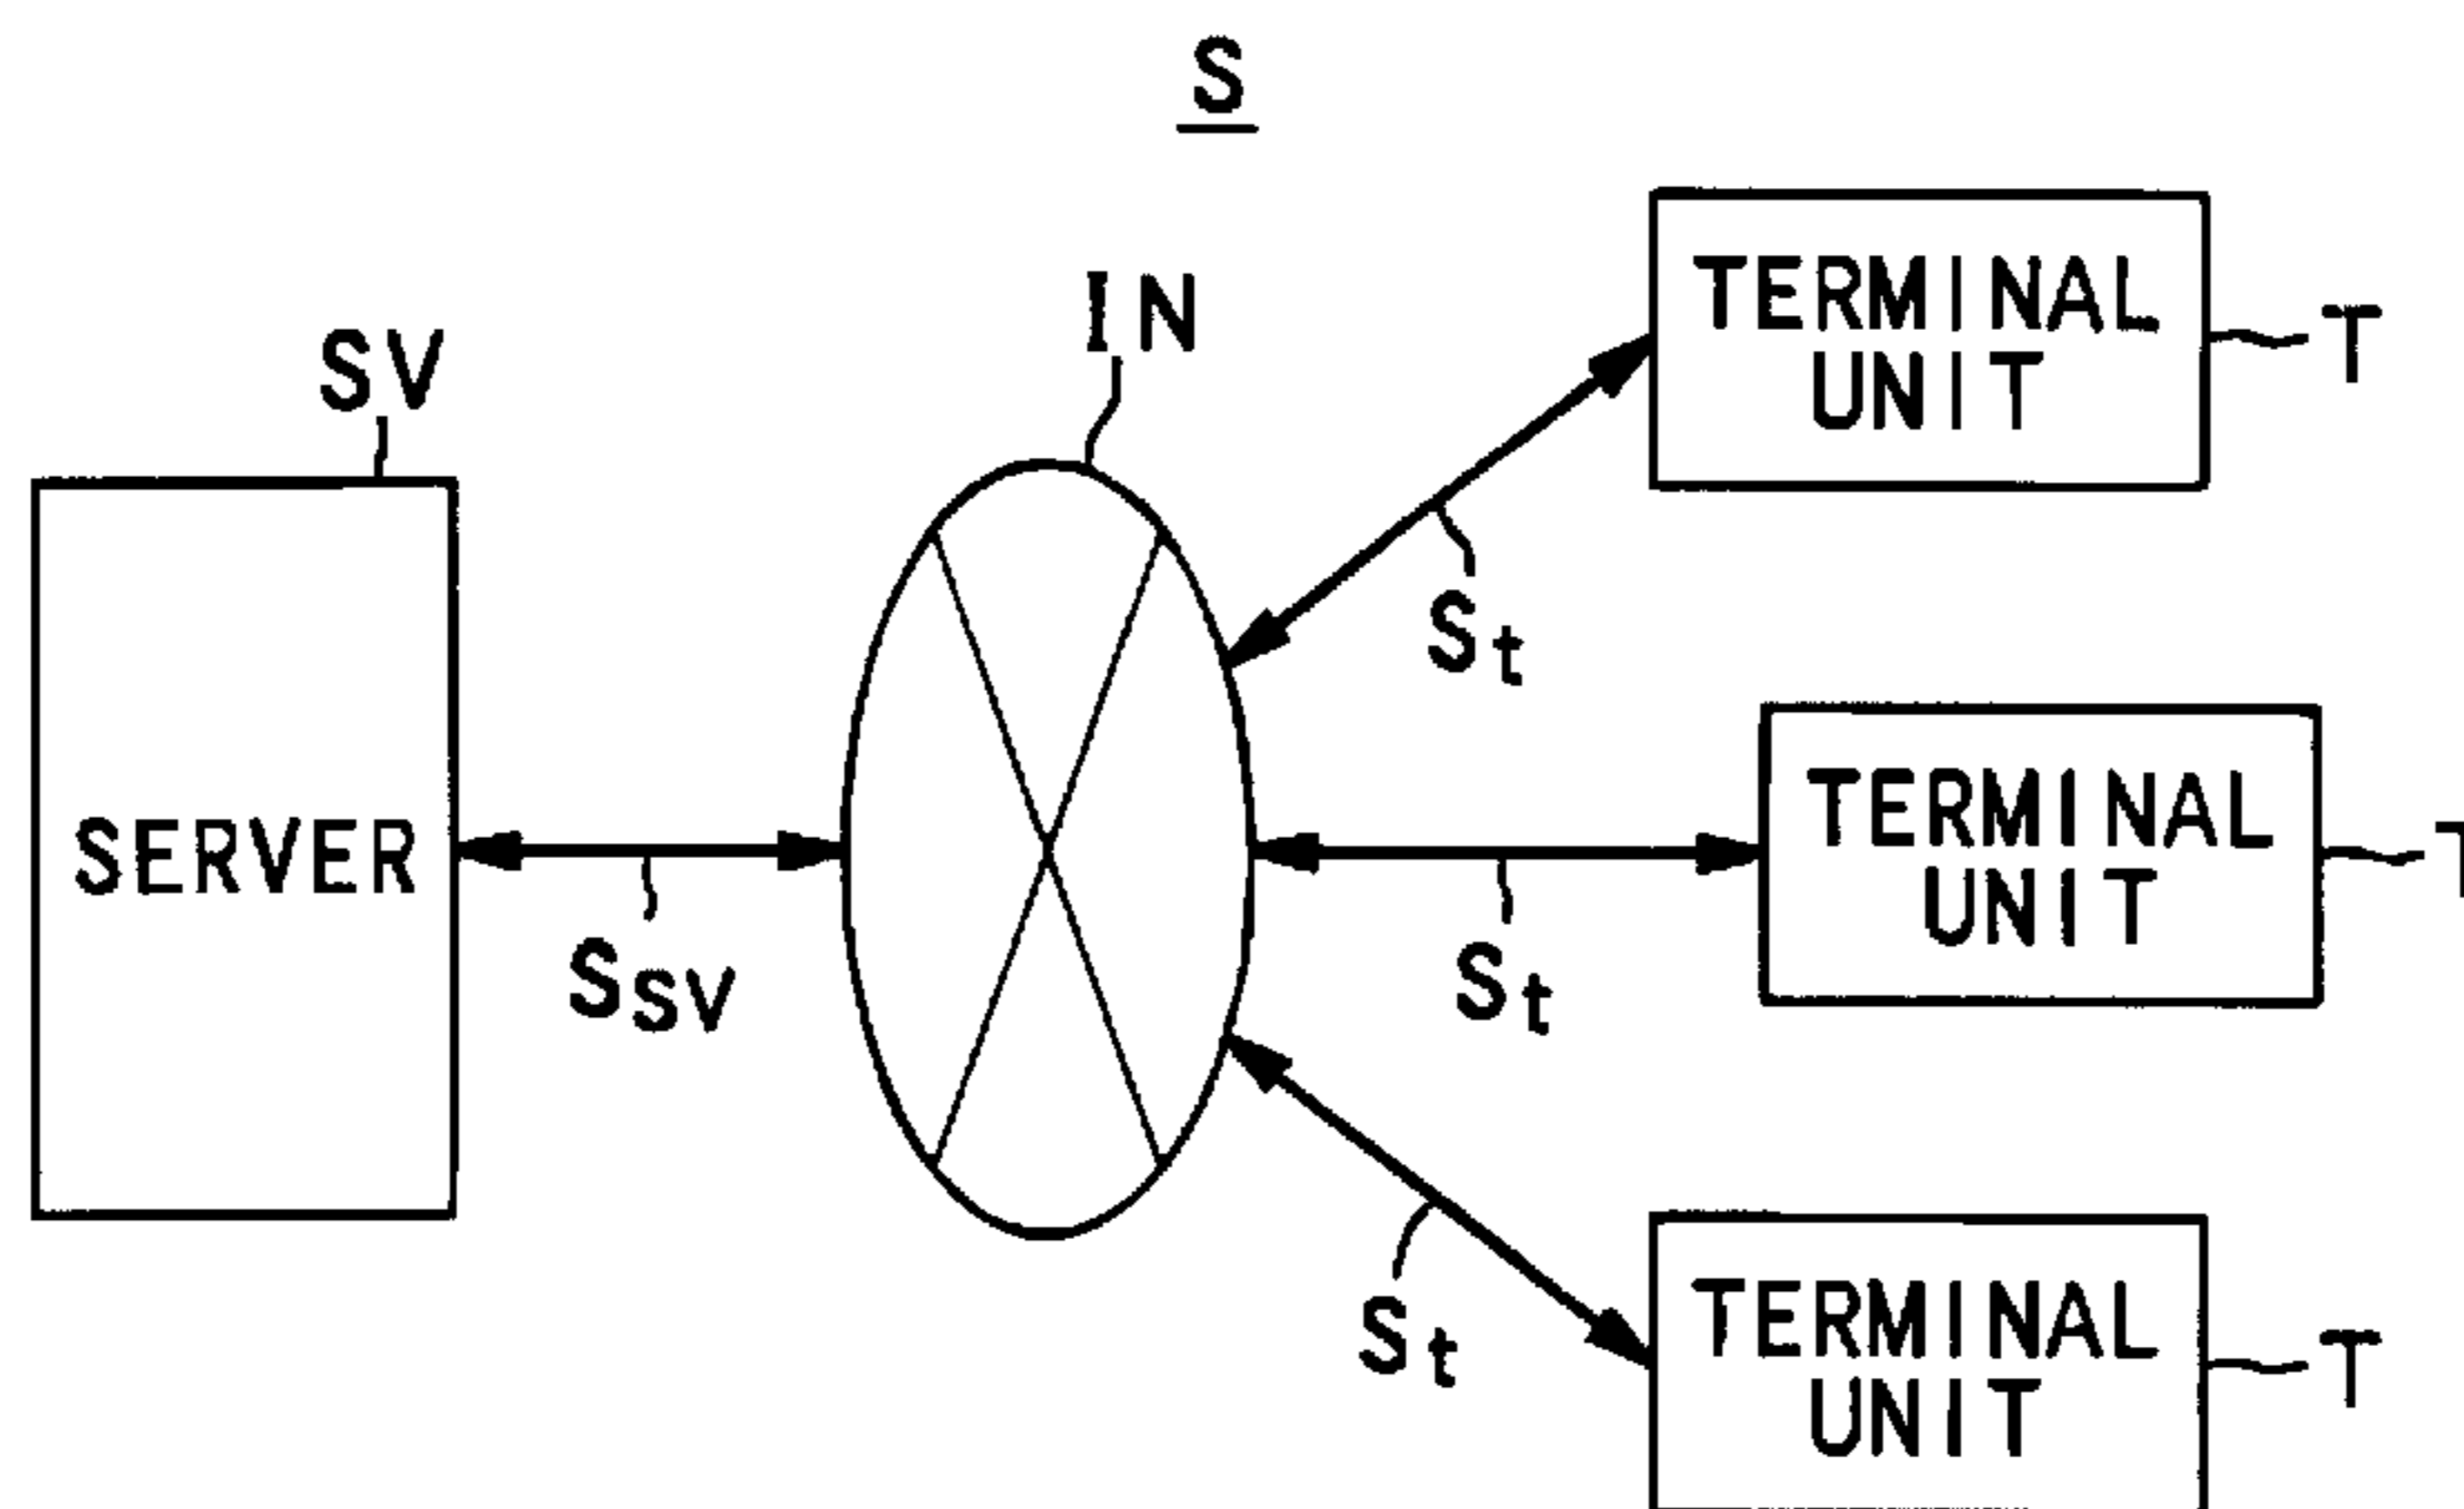 S
IN
SV
TERMINAL
UNIT
T
St
SERVER
SSV
TERMINAL
UNIT
T
St
TERMINAL
UNIT
T
St